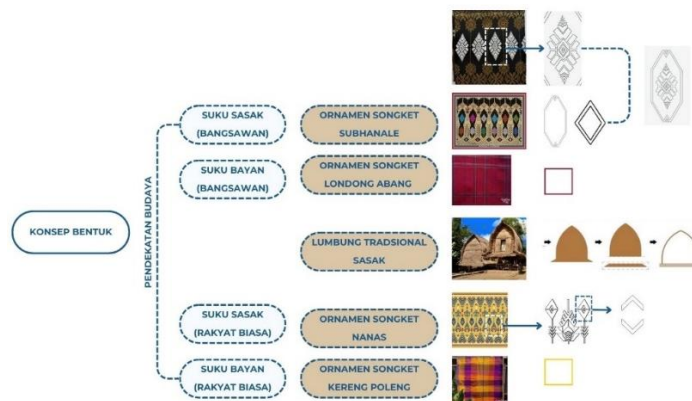 SUKU SASAK
(BANGSAWAN)
ORNAMEN SONGKET
SUBHANALE
SUKU BAYAN
(BANGSAWAN)
ORNAMEN SONGKET
LONDONG ABANG
KONSEP BENTUK
PENDEKATAN BUDAYA
LUMBUNG TRADSIONAL
SASAK
SUKU SASAK
(RAKYAT BIASA)
ORNAMEN SONGKET
NANAS
SUKU BAYAN
(RAKYAT BIASA)
ORNAMEN SONGKET
KERENG POLENG